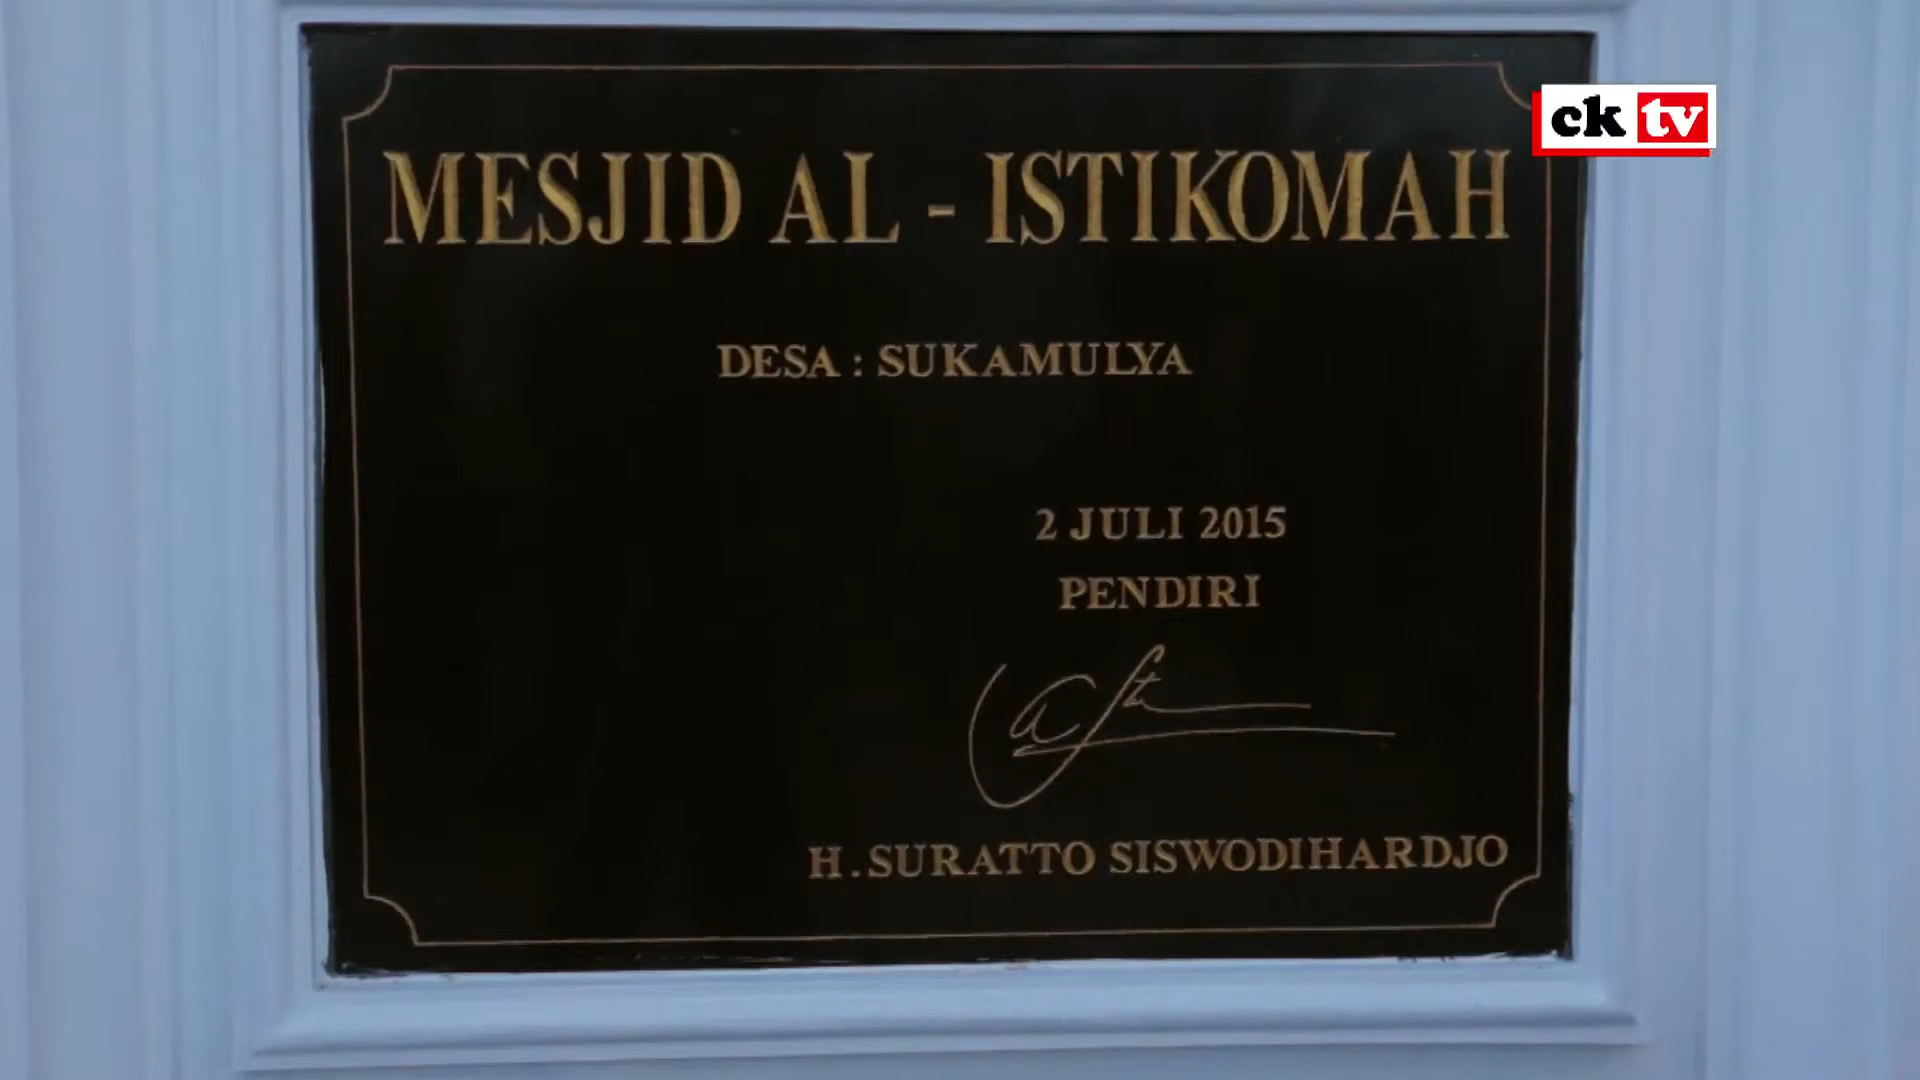 ck tv
MESJID AL - ISTIKOMAH
DESA : SUKAMULYA
2 JULI 2015
PENDIRI
H.SURATTO SISWODIHARDJO